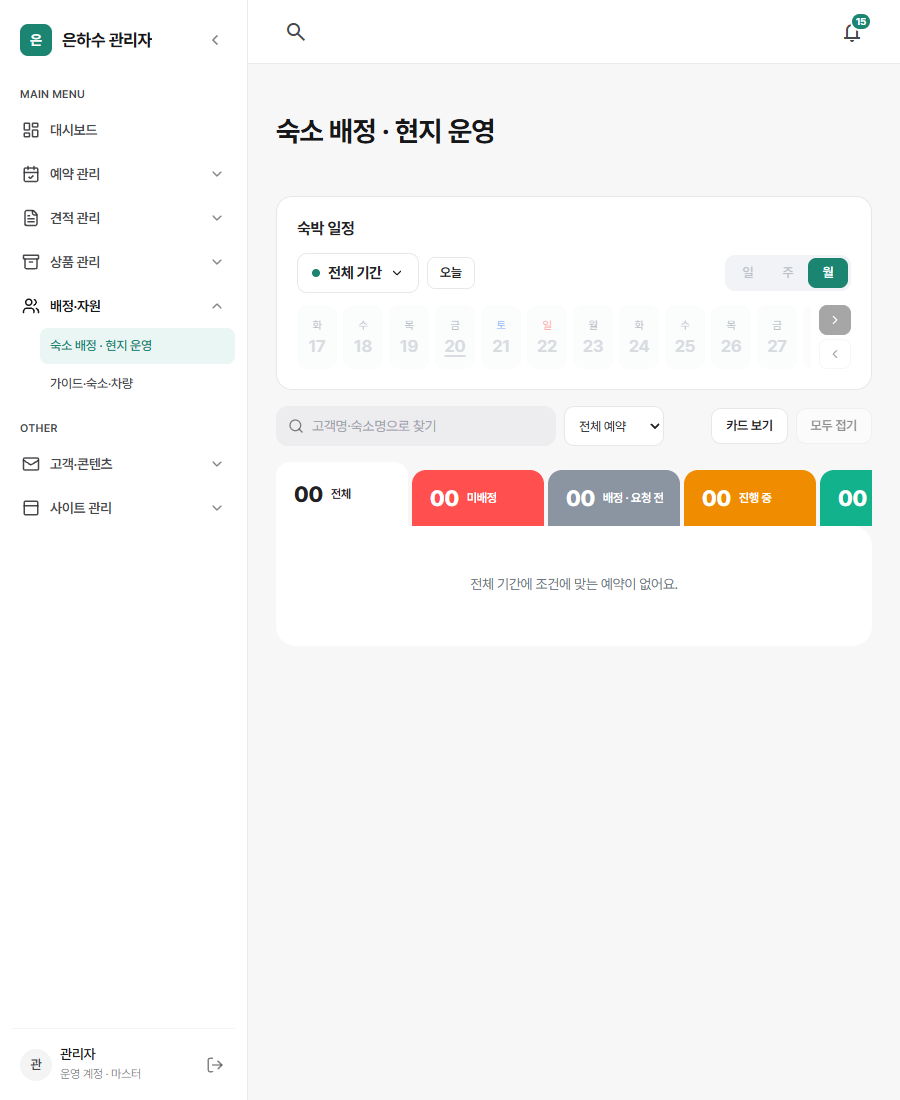 은 은하수 관리자
15
MAIN MENU
대시보드
예약 관리
견적 관리
상품 관리
배정·자원
숙소 배정 · 현지 운영
가이드·숙소·차량
OTHER
고객·콘텐츠
사이트 관리
관 관리자
운영 계정 · 마스터
숙소 배정 · 현지 운영
숙박 일정
전체 기간 오늘 일 주 월
화 수 목 금 토 일 월 화 수 목 금
17 18 19 20 21 22 23 24 25 26 27
고객명·숙소명으로 찾기 전체 예약 카드 보기 모두 접기
00 전체 00 미배정 00 배정 · 요청 전 00 진행 중 00
전체 기간에 조건에 맞는 예약이 없어요.